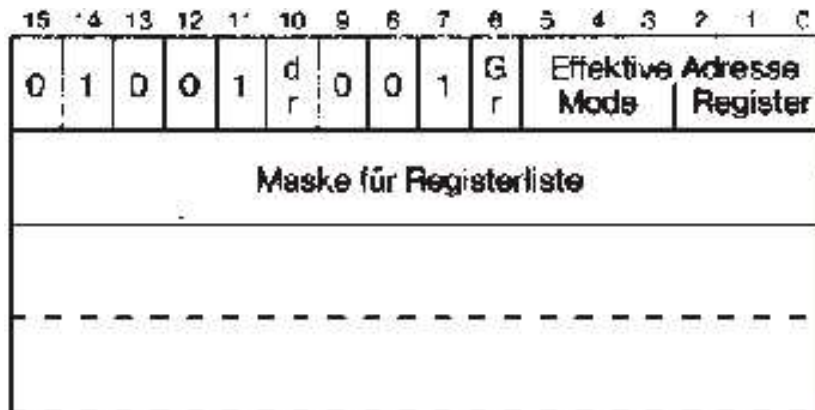 15 14 13 12 11 10 9 8 7 6 5 4 3 2 1 0
0 1 0 0 1 d r 0 0 1 G r Effektive Adresse
Mode Register
Maske für Registerliste